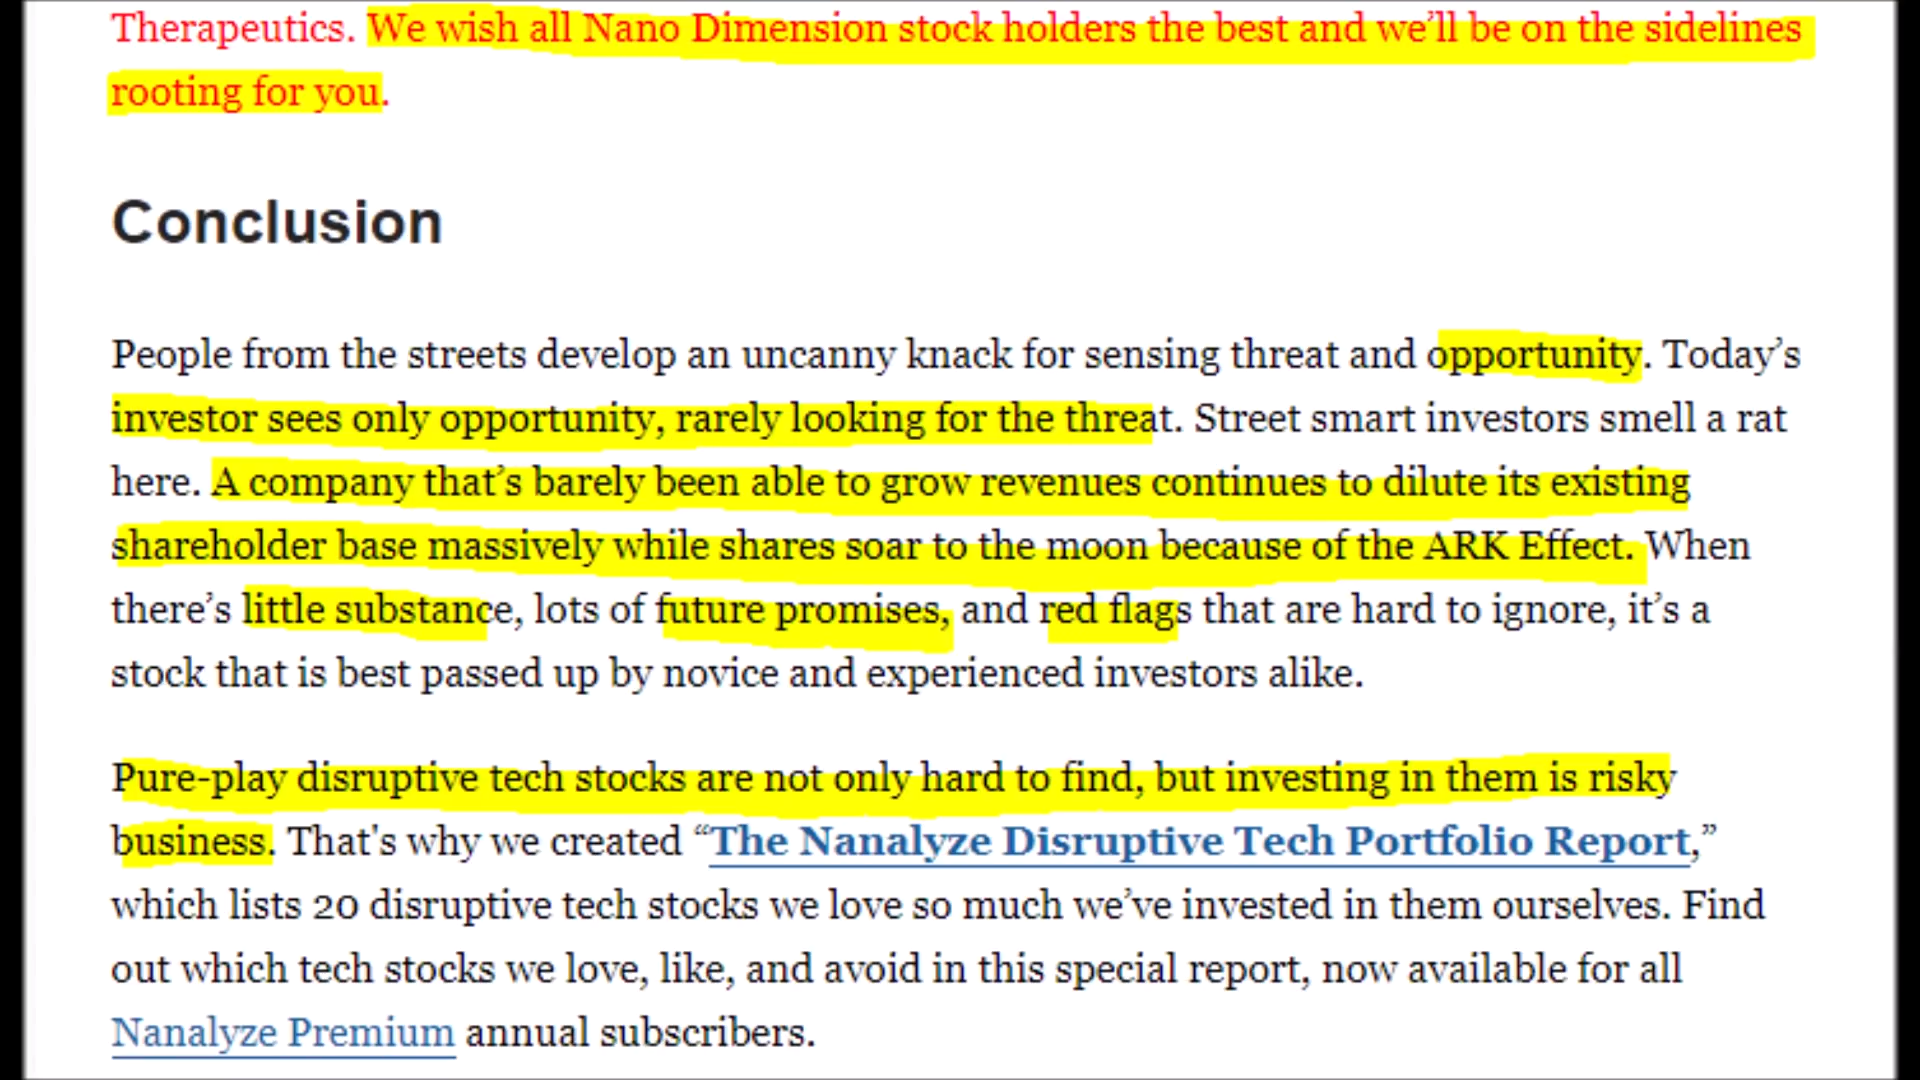 Therapeutics. We wish all Nano Dimension stock holders the best and we’ll be on the sidelines
rooting for you.
Conclusion
People from the streets develop an uncanny knack for sensing threat and opportunity. Today’s
investor sees only opportunity, rarely looking for the threat. Street smart investors smell a rat
here. A company that’s barely been able to grow revenues continues to dilute its existing
shareholder base massively while shares soar to the moon because of the ARK Effect. When
there’s little substance, lots of future promises, and red flags that are hard to ignore, it’s a
stock that is best passed up by novice and experienced investors alike.
Pure-play disruptive tech stocks are not only hard to find, but investing in them is risky
business. That's why we created “The Nanalyze Disruptive Tech Portfolio Report,”
which lists 20 disruptive tech stocks we love so much we’ve invested in them ourselves. Find
out which tech stocks we love, like, and avoid in this special report, now available for all
Nanalyze Premium annual subscribers.